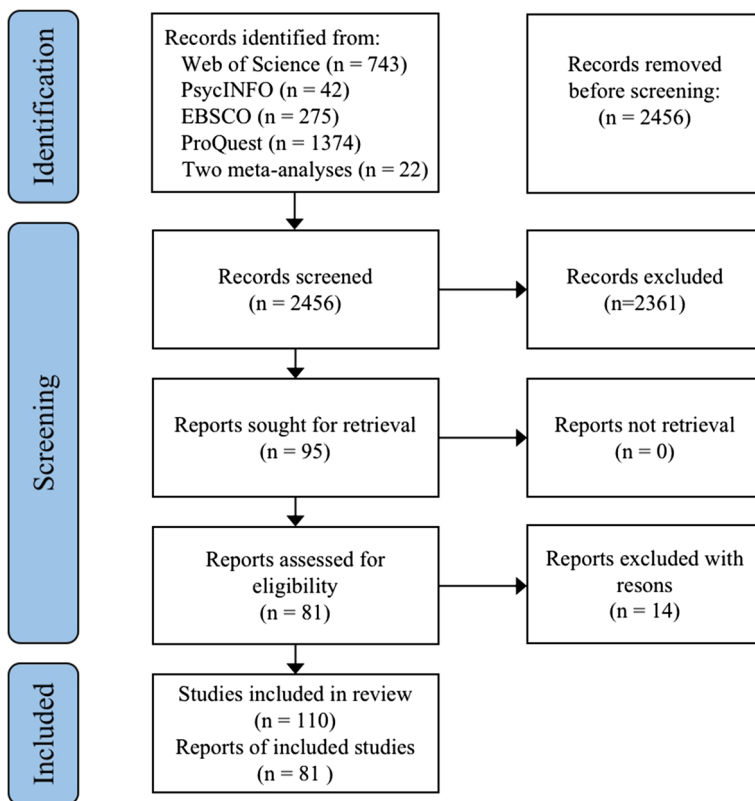 Identification
Records identified from:
Web of Science (n = 743)
PsycINFO (n = 42)
EBSCO (n = 275)
ProQuest (n = 1374)
Two meta-analyses (n = 22)
Records removed
before screening:
(n = 2456)
Screening
Records screened
(n = 2456)
Records excluded
(n=2361)
Reports sought for retrieval
(n = 95)
Reports not retrieval
(n = 0)
Reports assessed for
eligibility
(n = 81)
Reports excluded with
resons
(n = 14)
Included
Studies included in review
(n = 110)
Reports of included studies
(n = 81 )